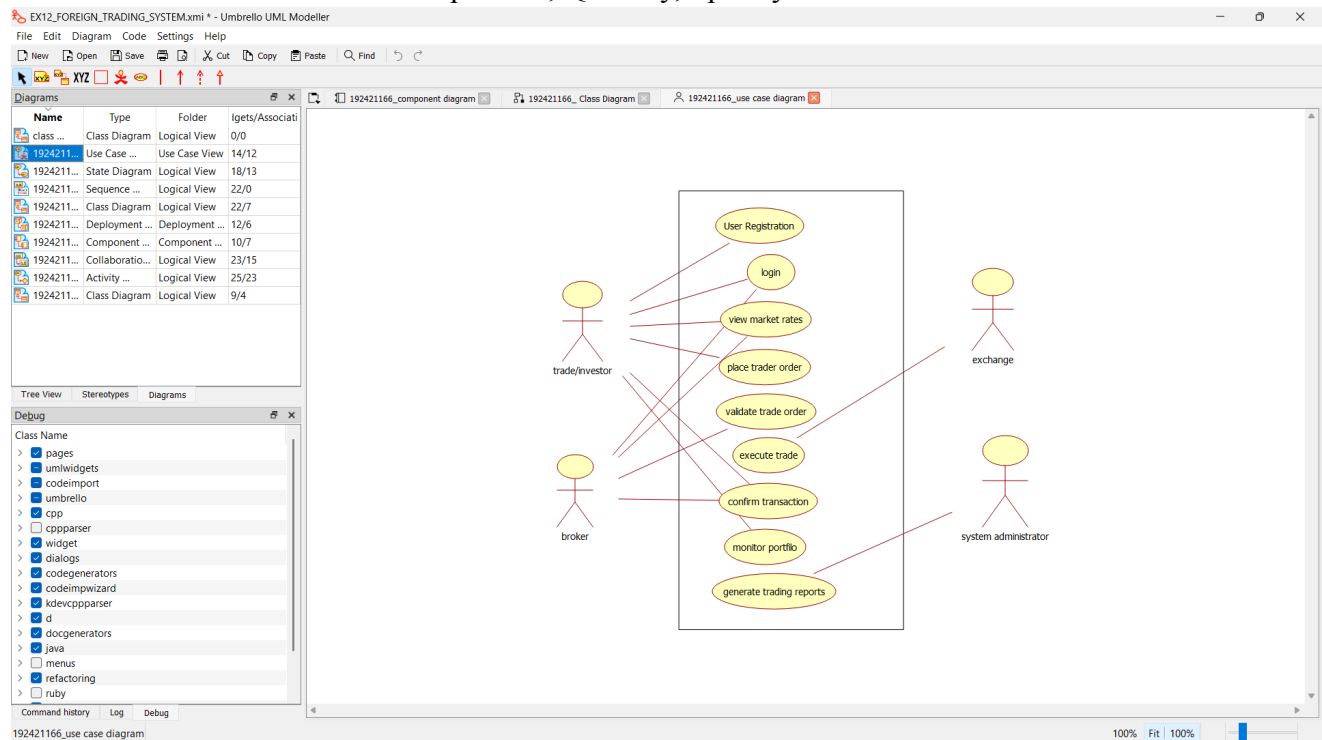 EX12_FOREIGN_TRADING_SYSTEM.xmi * - Umbrello UML Modeller
File Edit Diagram Code Settings Help
New Open Save Cut Copy Paste Find
XYZ XYZ
Diagrams
192421166_component diagram 192421166_ Class Diagram 192421166_use case diagram
Name Type Folder lgets/Associati
class ... Class Diagram Logical View 0/0
1924211... Use Case ... Use Case View 14/12
1924211... State Diagram Logical View 18/13
1924211... Sequence ... Logical View 22/0
1924211... Class Diagram Logical View 22/7
1924211... Deployment ... Deployment ... 12/6
1924211... Component ... Component ... 10/7
1924211... Collaboratio... Logical View 23/15
1924211... Activity ... Logical View 25/23
1924211... Class Diagram Logical View 9/4
Tree View Stereotypes Diagrams
Debug
Class Name
pages
umlwidgets
codeimport
umbrello
cpp
cppparser
widget
dialogs
codegenerators
codeimpwizard
kdevcppparser
d
docgenerators
java
menus
refactoring
ruby
Command history Log Debug
192421166_use case diagram
User Registration
login
view market rates
place trader order
validate trade order
execute trade
confirm transaction
monitor portfilo
generate trading reports
trade/investor
broker
exchange
system administrator
100% Fit 100%